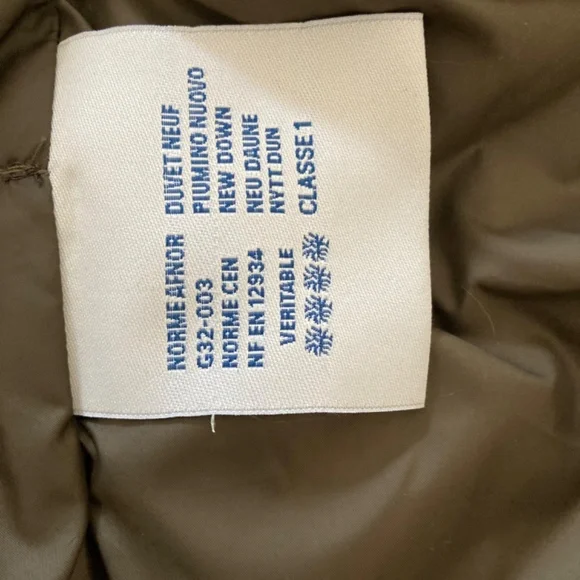 NORME AFNOR DUVET NEUF
G32-003 PIUMINO NUOVO
NORME CEN NEW DOWN
NF EN 12934 NEU DAUNE
NYTT DUN
VERITABLE
CLASSE 1